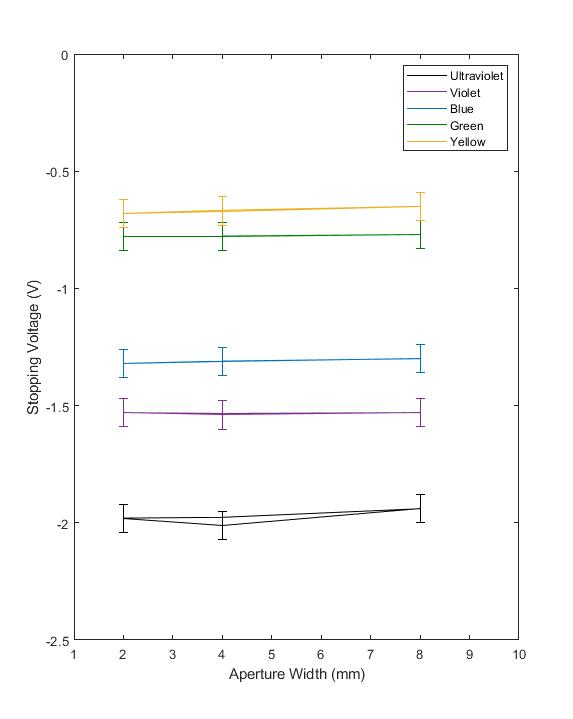 0
-0.5
-1
-1.5
-2
-2.5
Stopping Voltage (V)
Ultraviolet
Violet
Blue
Green
Yellow
1 2 3 4 5 6 7 8 9 10
Aperture Width (mm)